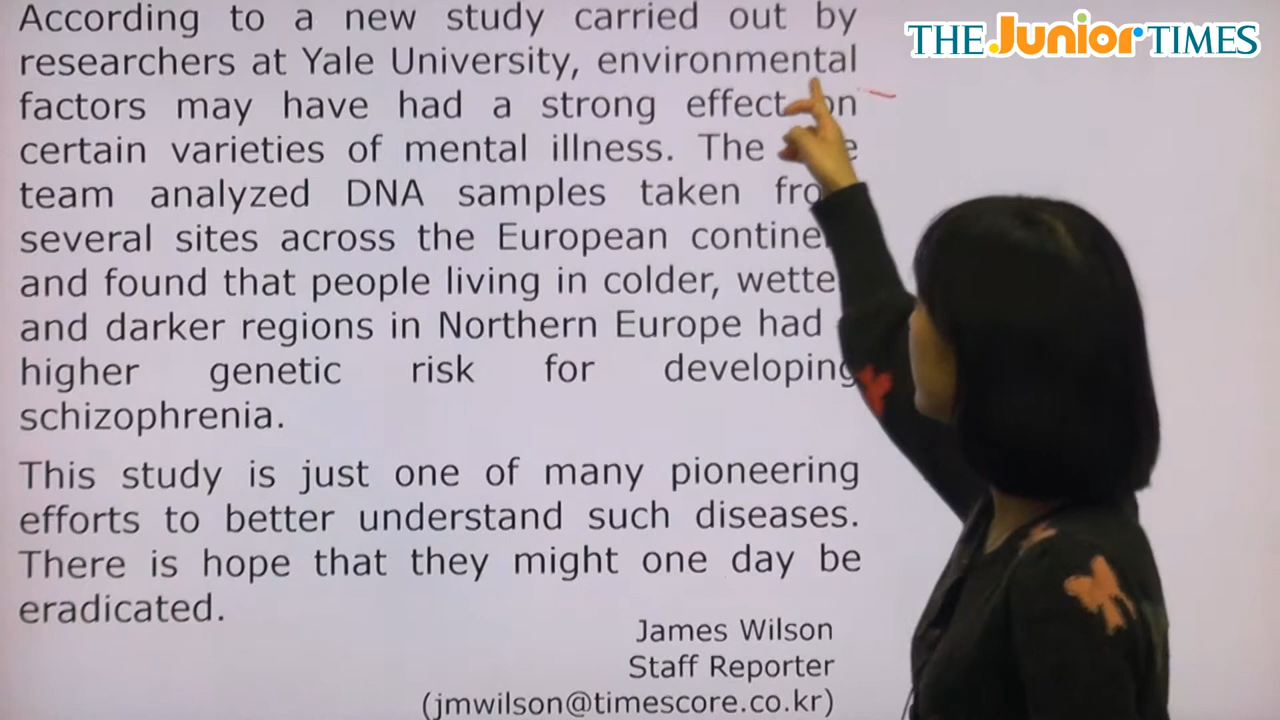 THE Junior TIMES
According to a new study carried out by
researchers at Yale University, environmental
factors may have had a strong effect on
certain varieties of mental illness. The
team analyzed DNA samples taken
several sites across the European
and found that people living in colder,
and darker regions in Northern Europe had
higher genetic risk for developing
schizophrenia.
This study is just one of many pioneering
efforts to better understand such diseases.
There is hope that they might one day be
eradicated.
James Wilson
Staff Reporter
(jmwilson@timescore.co.kr)